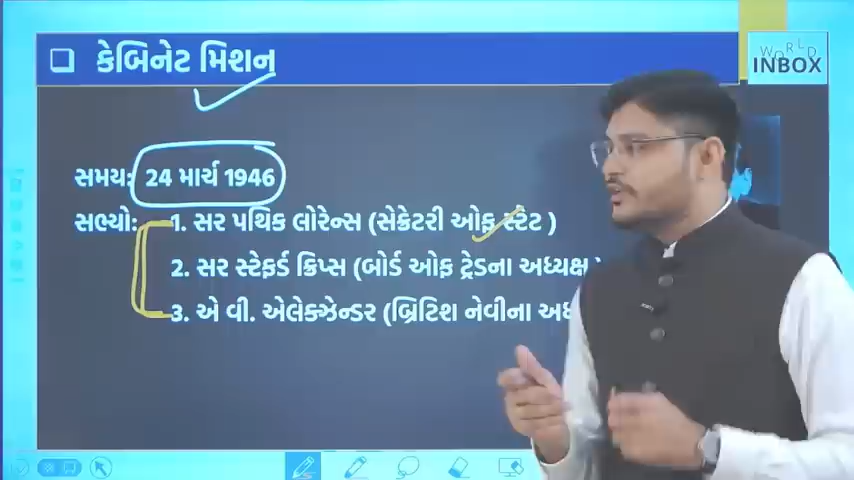 કેબિનેટ મિશન
WORLD
INBOX
સમય: 24 માર્ચ 1946
સભ્યો: 1. સર પથિક લોરેન્સ (સેક્રેટરી ઓફ સ્ટેટ )
2. સર સ્ટેફર્ડ ક્રિપ્સ (બોર્ડ ઓફ ટ્રેડના અધ્યક્ષ )
3. એ વી. એલેક્ઝેન્ડર (બ્રિટિશ નેવીના